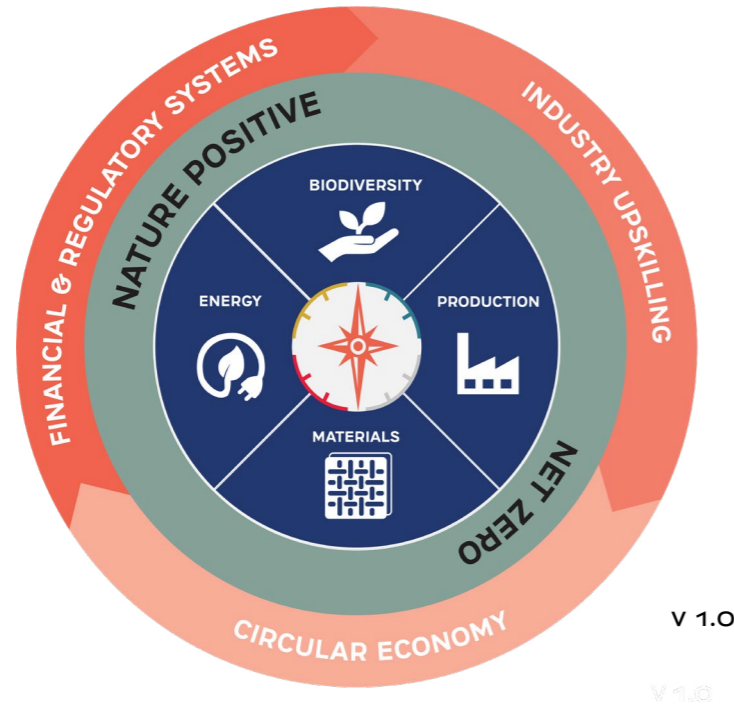 FINANCIAL & REGULATORY SYSTEMS
INDUSTRY UPSKILLING
NATURE POSITIVE
BIODIVERSITY
ENERGY
PRODUCTION
MATERIALS
NET ZERO
CIRCULAR ECONOMY
V 1.0
V 1.0